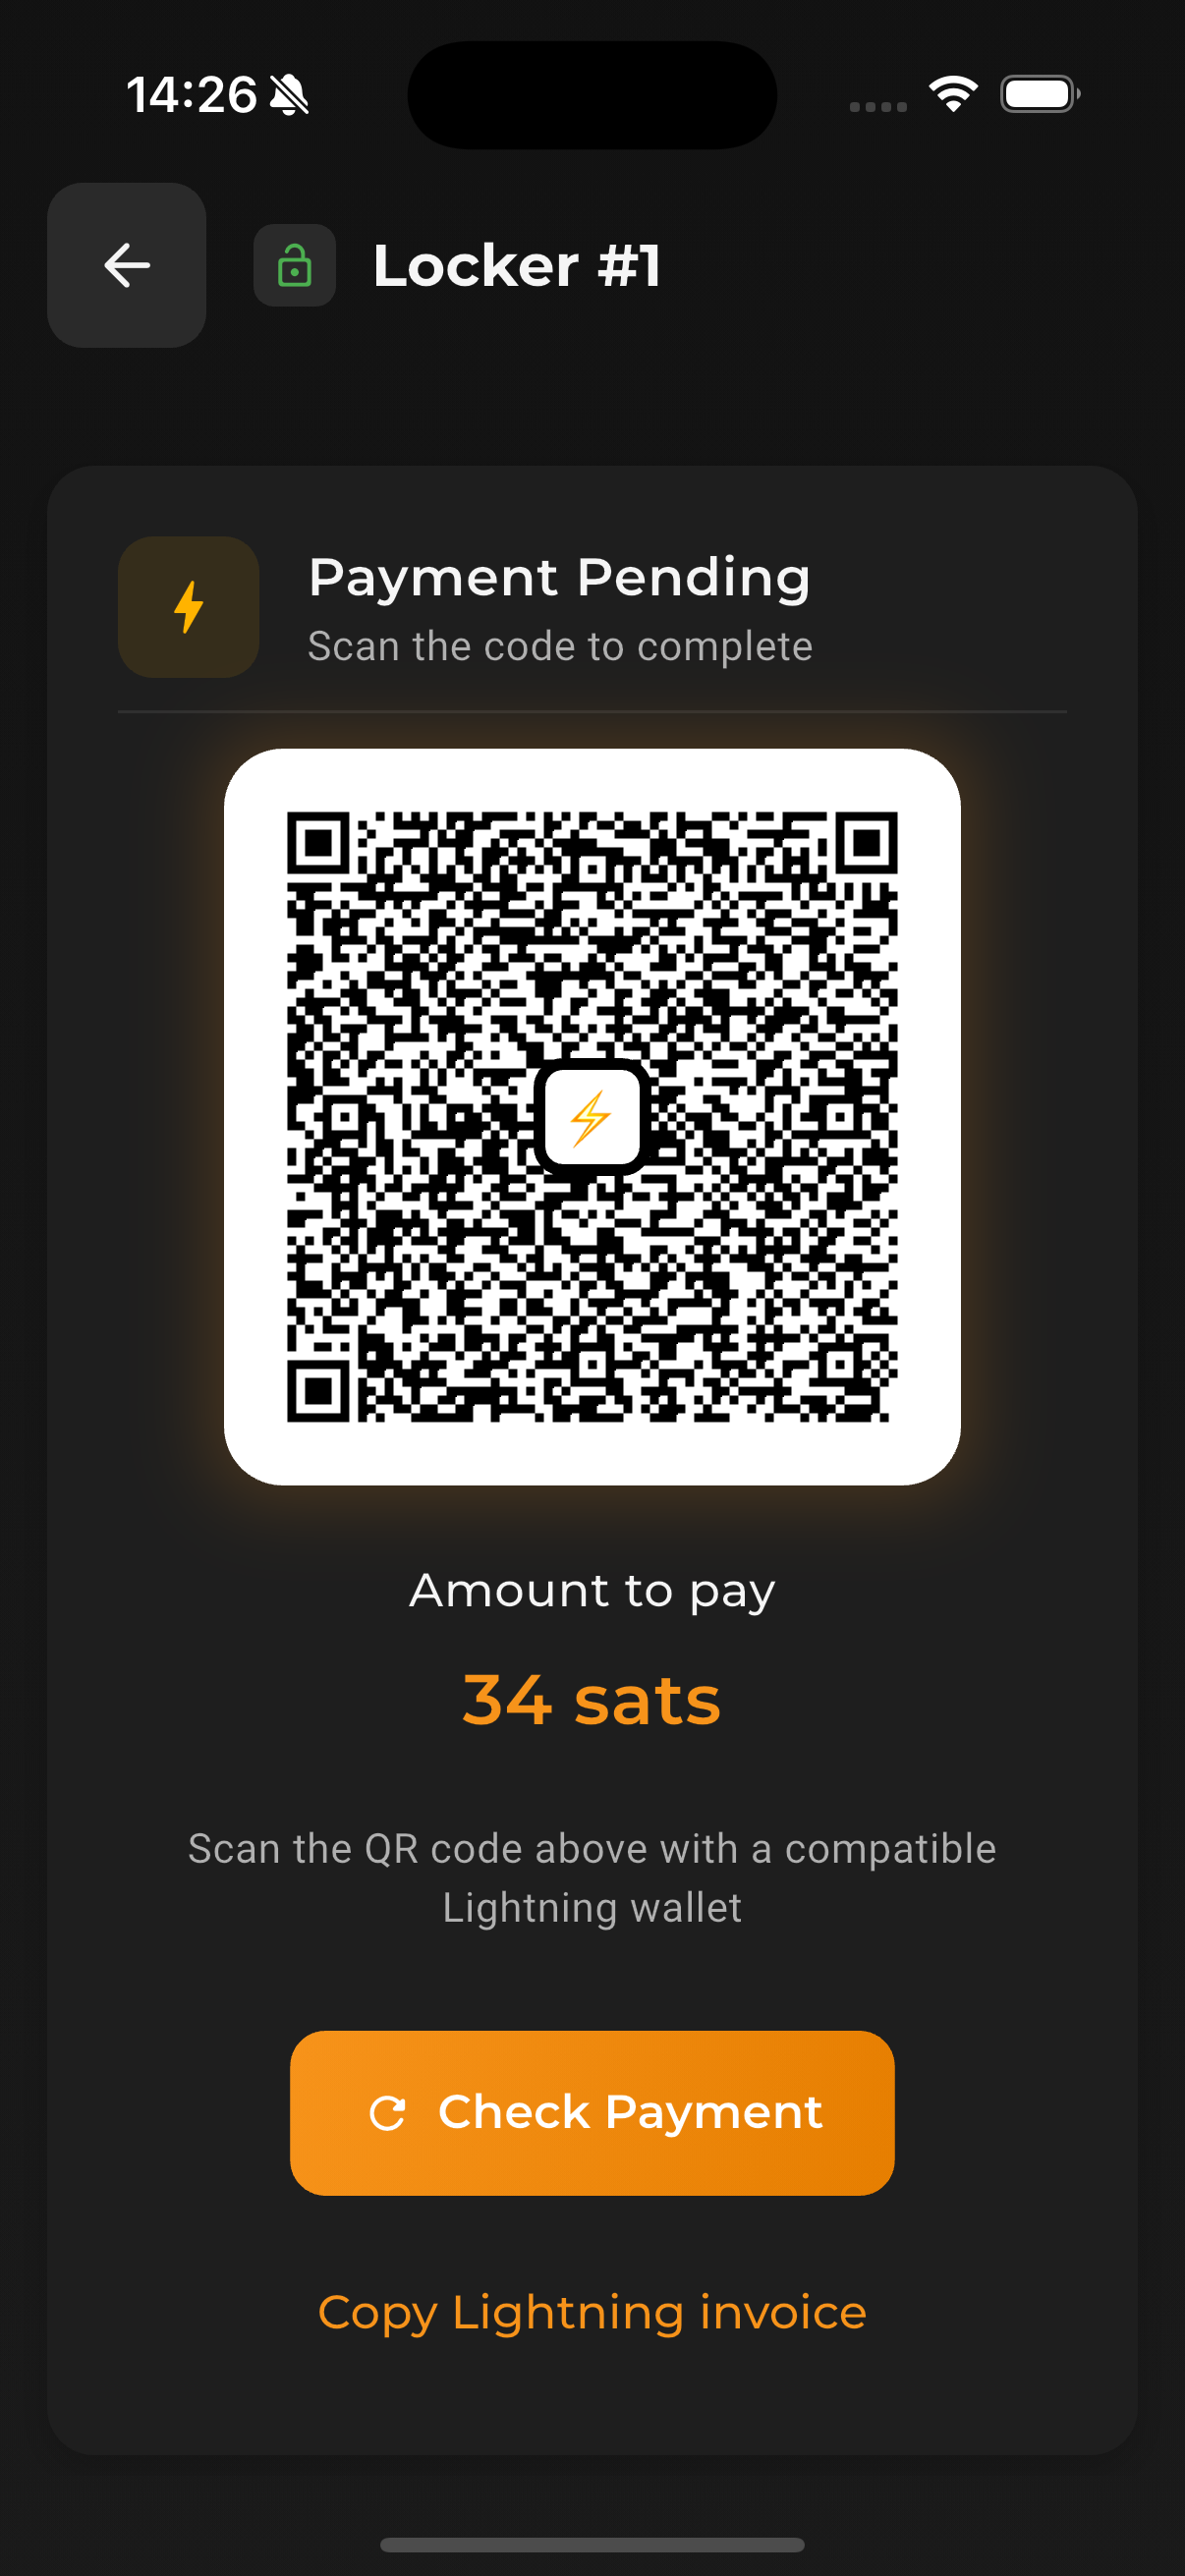 14:26
Locker #1
Payment Pending
Scan the code to complete
Amount to pay
34 sats
Scan the QR code above with a compatible
Lightning wallet
Check Payment
Copy Lightning invoice